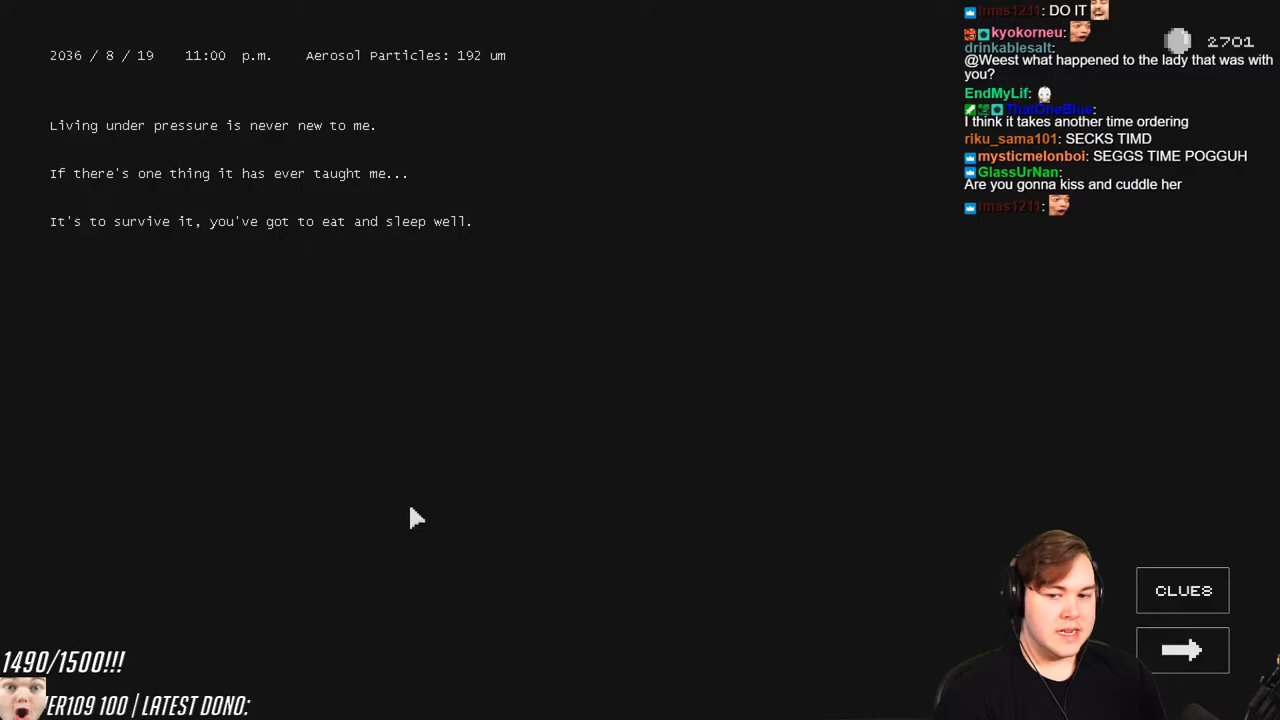 2036 / 8 / 19 11:00 p.m. Aerosol Particles: 192 um
Living under pressure is never new to me.
If there's one thing it has ever taught me...
It's to survive it, you've got to eat and sleep well.
tmas1211: DO IT
2701
kyokorneu:
drinkablesalt:
@Weest what happened to the lady that was with
you?
EndMyLif:
ThatOneBlue:
I think it takes another time ordering
riku_sama101: SECKS TIMD
mysticmelonboi: SEGGS TIME POGGUH
GlassUrNan:
Are you gonna kiss and cuddle her
tmas1211:
CLUES
1490/1500!!!
ER109 100 | LATEST DONO: